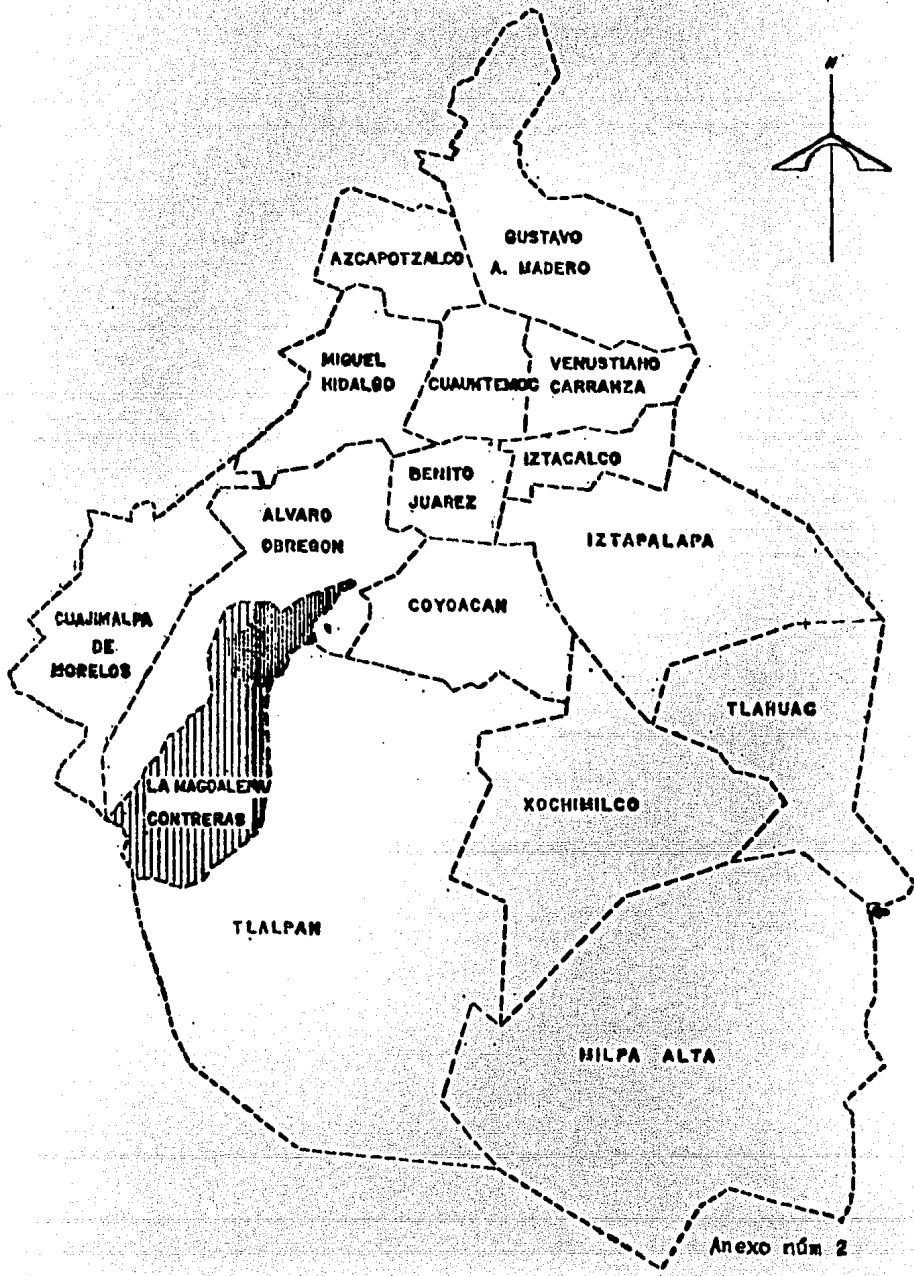 N
GUSTAVO
A. MADERO
AZCAPOTZALCO
MIGUEL
HIDALGO
CUAUHTEMOC
VENUSTIANO
CARRANZA
IZTACALCO
BENITO
JUAREZ
ALVARO
OBREGON
IZTAPALAPA
COYOACAN
CUAJIMALPA
DE
MORELOS
TLAHUAC
LA MAGDALENA
CONTRERAS
XOCHIMILCO
TLALPAN
MILPA ALTA
Anexo núm 2